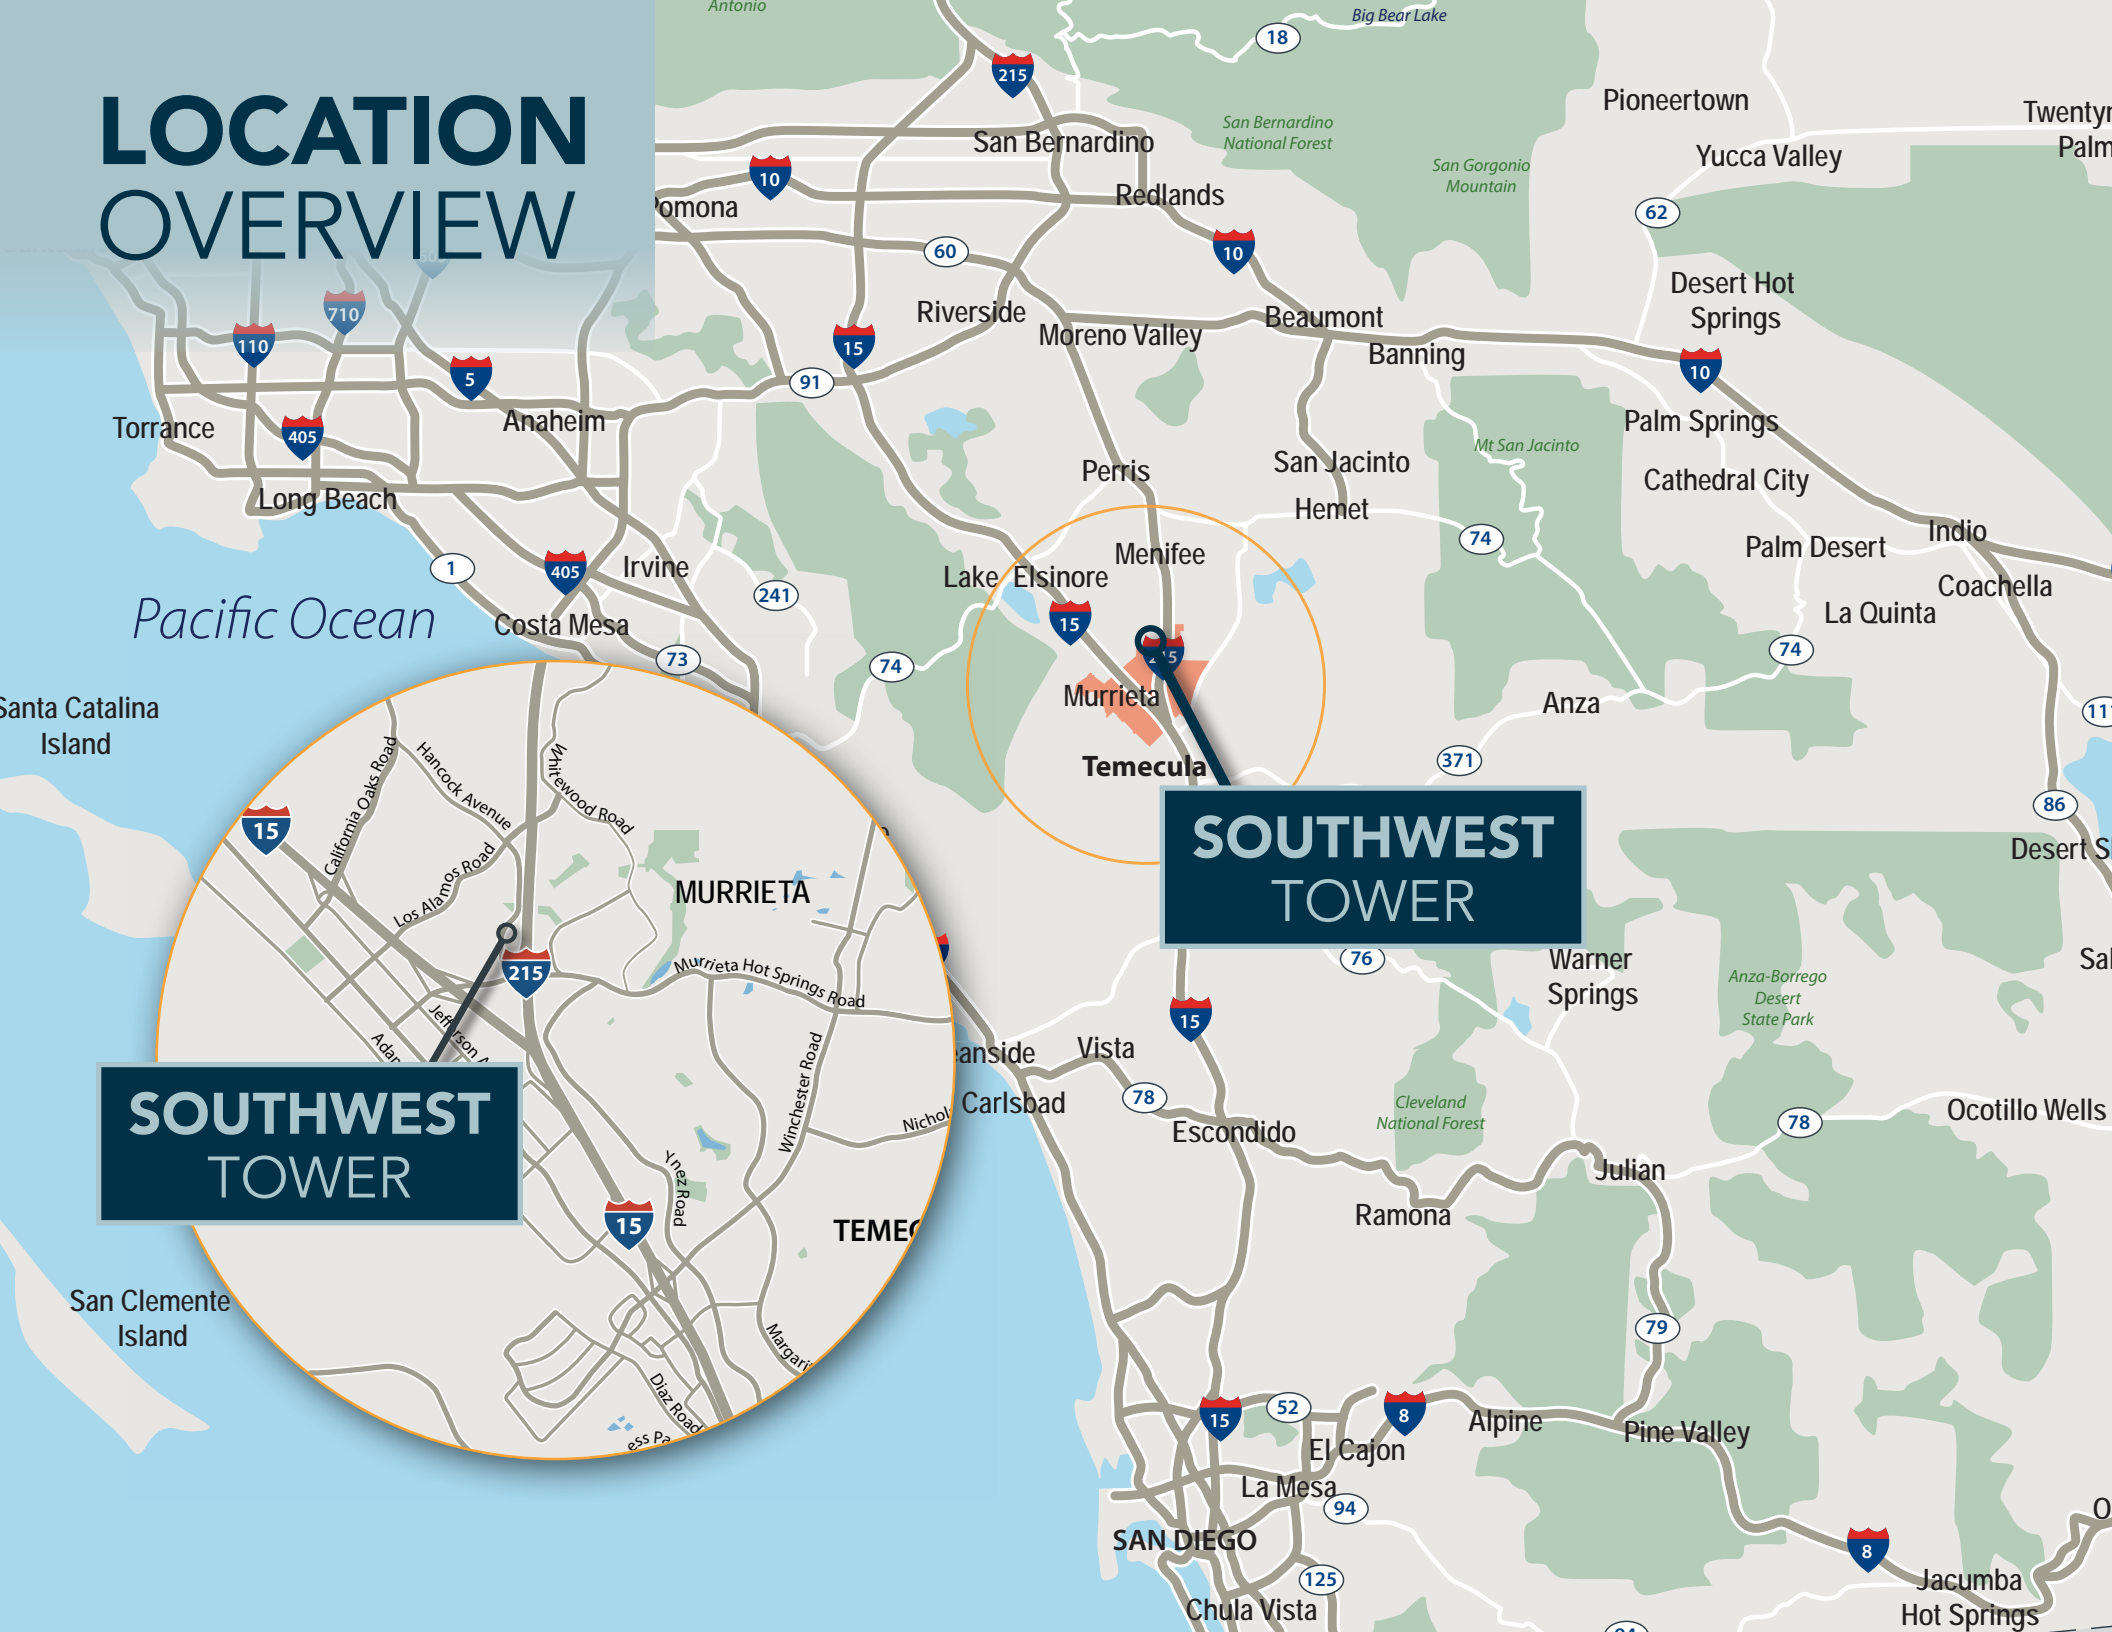 Antonio
Big Bear Lake
18
215
LOCATION
OVERVIEW
Pioneertown
San Bernardino
National Forest
San Bernardino
Yucca Valley
San Gorgonio
Mountain
10
Redlands
62
60
10
Desert Hot
Springs
710
110
Riverside
Moreno Valley
Beaumont
15
Banning
10
5
91
Palm Springs
Torrance
Anaheim
405
Mt San Jacinto
Perris
San Jacinto
Cathedral City
Long Beach
Hemet
74
Indio
Palm Desert
Menifee
1
405
Irvine
Lake Elsinore
Coachella
241
La Quinta
Pacific Ocean
Costa Mesa
15
74
73
74
215
Murrieta
Santa Catalina
Island
Anza
111
371
Temecula
86
SOUTHWEST
TOWER
76
Warner
Springs
Anza-Borrego
Desert
State Park
15
Vista
78
Carlsbad
Cleveland
National Forest
Ocotillo Wells
78
Escondido
Julian
Ramona
79
15
52
8
Alpine
Pine Valley
El Cajon
La Mesa
94
SAN DIEGO
8
125
Jacumba
Hot Springs
Chula Vista
California Oaks Road
Hancock Avenue
Whitewood Road
15
Los Alamos Road
MURRIETA
215
Murrieta Hot Springs Road
Winchester Road
SOUTHWEST
TOWER
Ynez Road
15
Diaz Road
San Clemente
Island